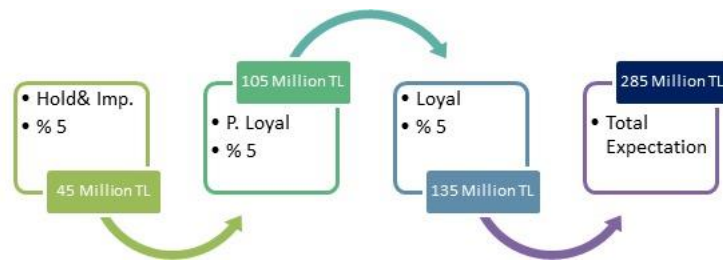 • Hold& Imp.
• % 5
45 Million TL
105 Million TL
• P. Loyal
• % 5
• Loyal
• % 5
135 Million TL
285 Million TL
• Total
Expectation